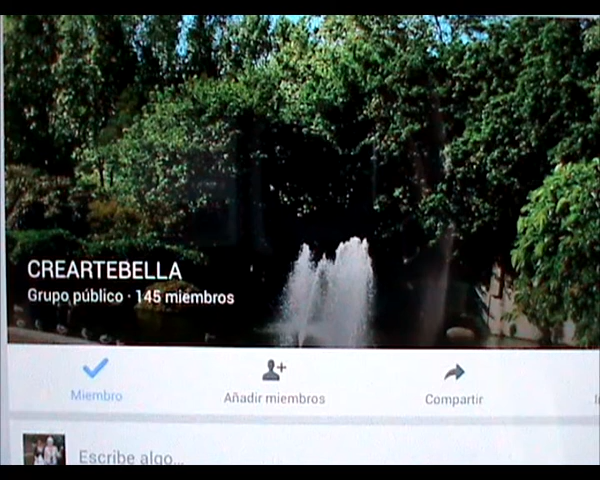 CREARTEBELLA
Grupo público · 145 miembros
Miembro
Añadir miembros
Compartir
Escribe algo...